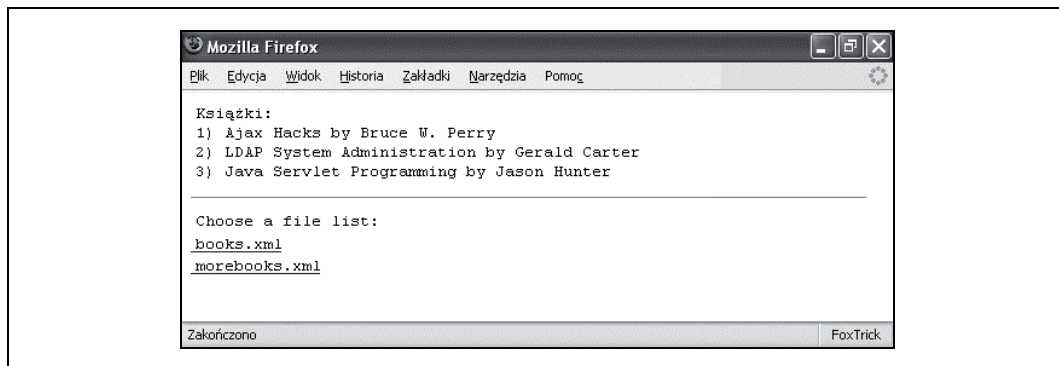 Mozilla Firefox
Plik Edycja Widok Historia Zakładki Narzędzia Pomoc
Książki:
1) Ajax Hacks by Bruce W. Perry
2) LDAP System Administration by Gerald Carter
3) Java Servlet Programming by Jason Hunter
Choose a file list:
books.xml
morebooks.xml
Zakończono FoxTrick